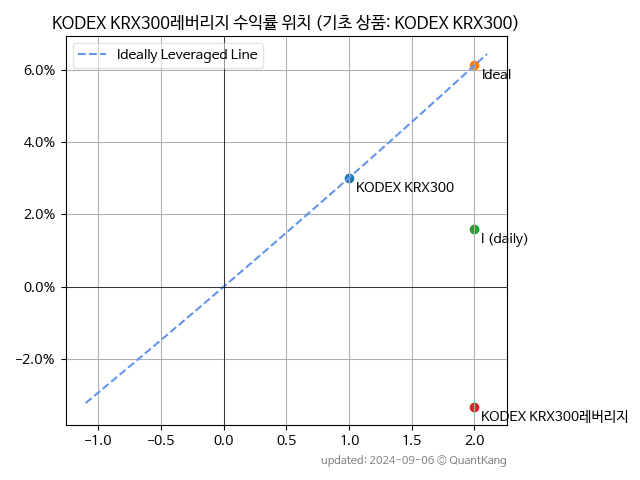 KODEX KRX300레버리지 수익률 위치 (기초 상품: KODEX KRX300)
Ideally Leveraged Line
6.0%
Ideal
4.0%
KODEX KRX300
2.0%
I (daily)
0.0%
−2.0%
KODEX KRX300레버리지
−1.0 −0.5 0.0 0.5 1.0 1.5 2.0
updated: 2024-09-06 © QuantKang